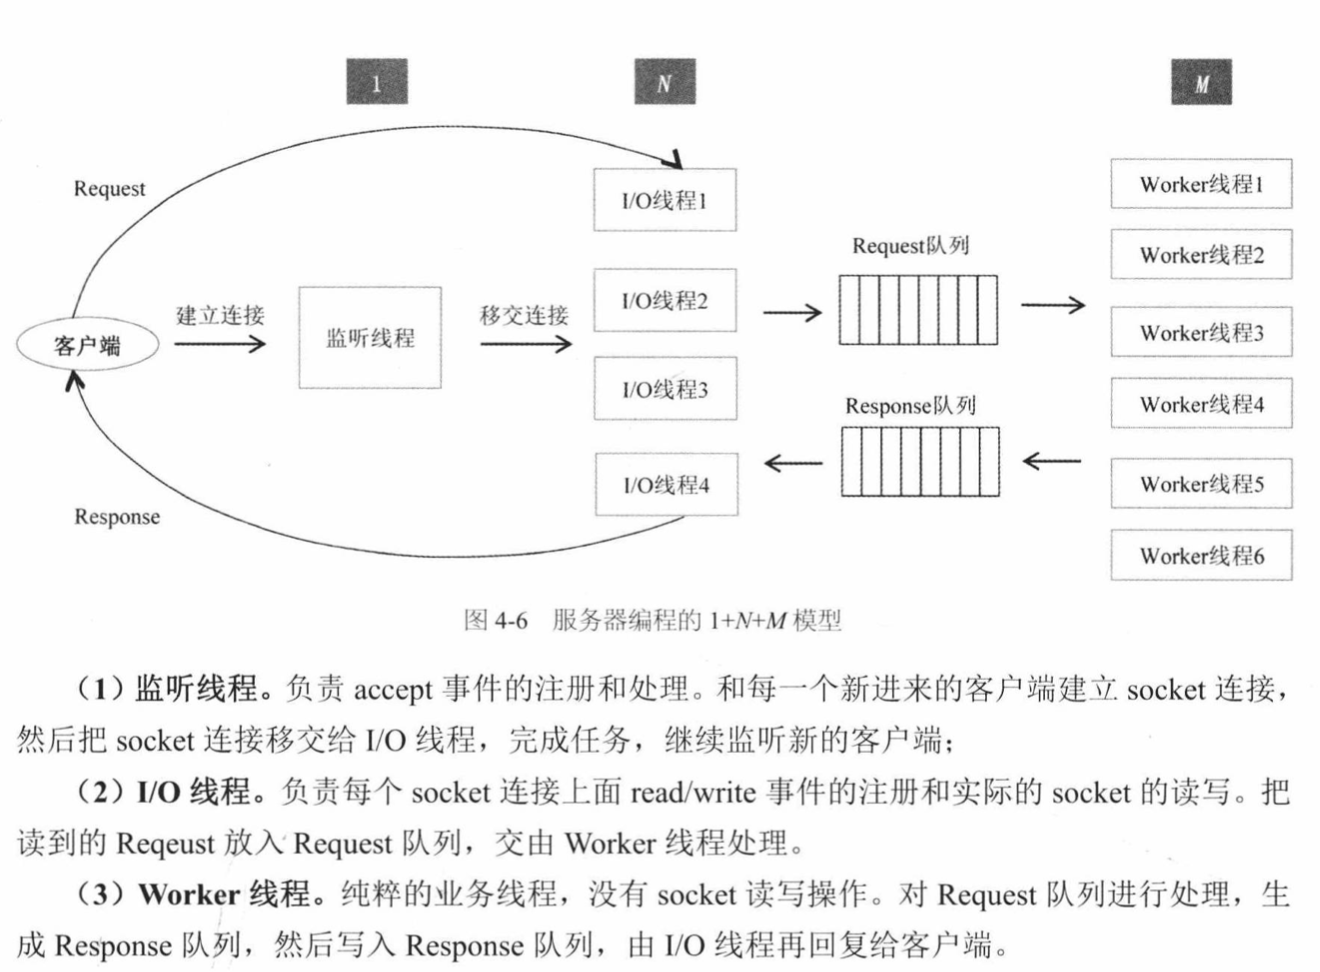 1
N
M
Request
I/O线程1
Worker线程1
Request队列
Worker线程2
I/O线程2
建立连接
移交连接
客户端
监听线程
Worker线程3
I/O线程3
Response队列
Worker线程4
I/O线程4
Worker线程5
Response
Worker线程6
图 4-6 服务器编程的 1+N+M 模型
（1）监听线程。负责 accept 事件的注册和处理。和每一个新进来的客户端建立 socket 连接，
然后把 socket 连接移交给 I/O 线程，完成任务，继续监听新的客户端；
（2）I/O 线程。负责每个 socket 连接上面 read/write 事件的注册和实际的 socket 的读写。把
读到的 Reqeust 放入 Request 队列，交由 Worker 线程处理。
（3）Worker 线程。纯粹的业务线程，没有 socket 读写操作。对 Request 队列进行处理，生
成 Response 队列，然后写入 Response 队列，由 I/O 线程再回复给客户端。